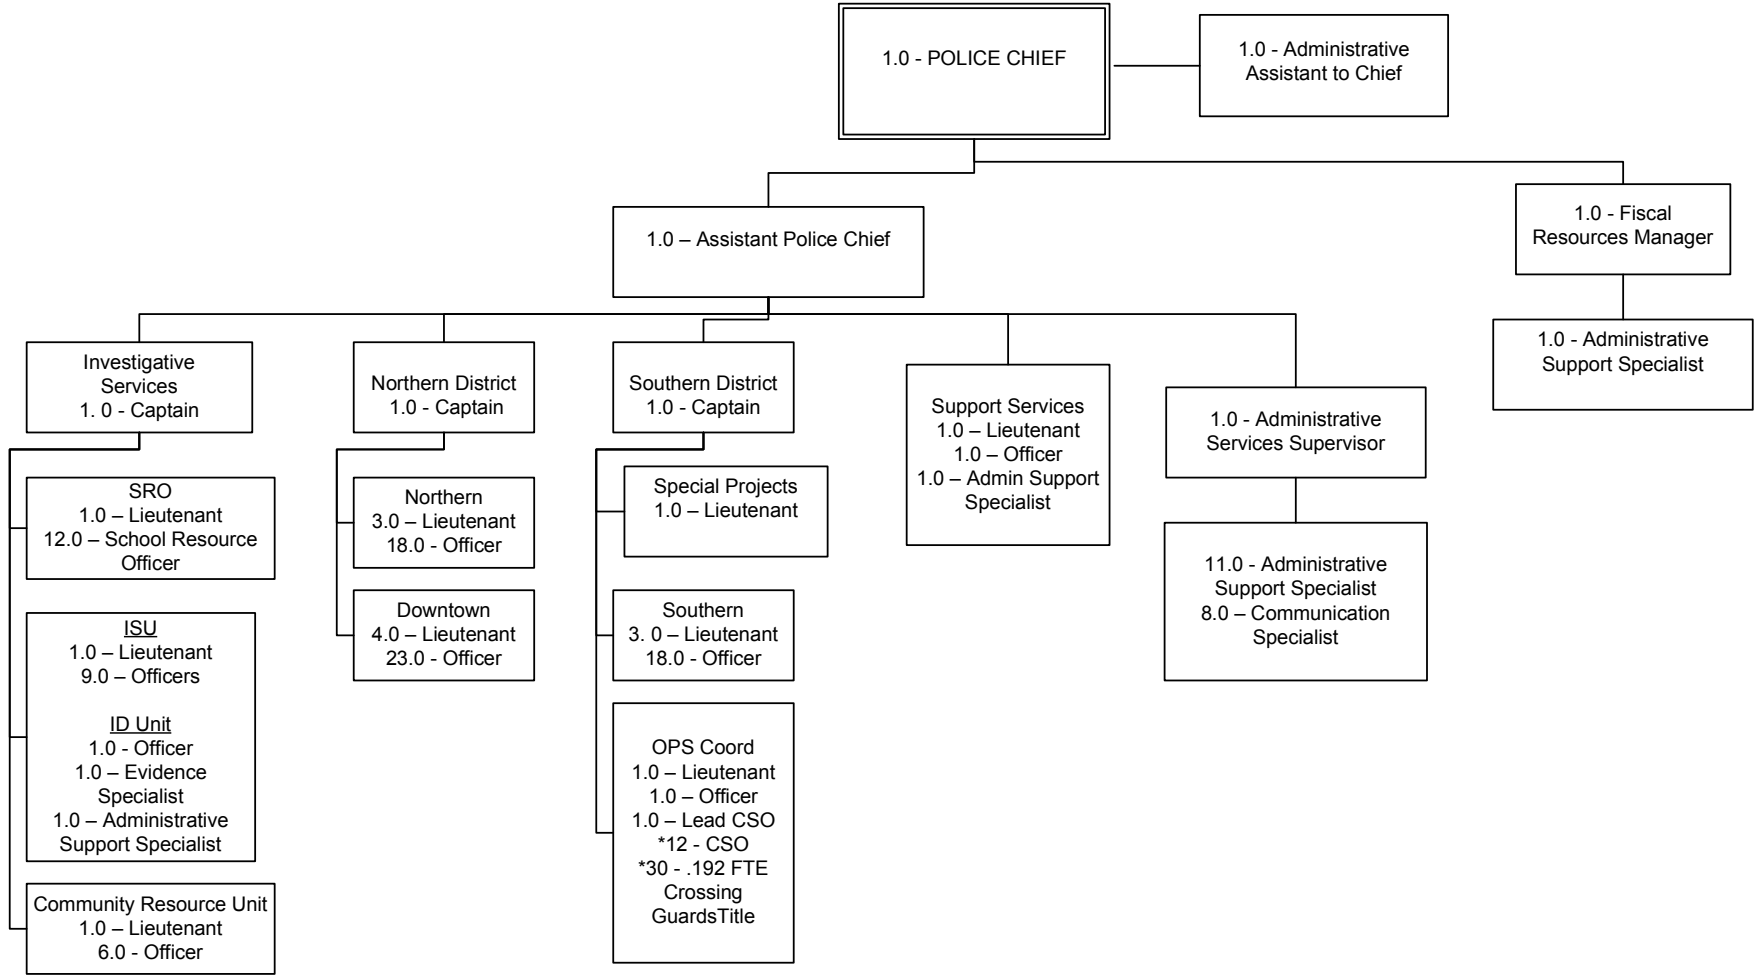 1.0 - POLICE CHIEF
1.0 - Administrative
Assistant to Chief
1.0 – Assistant Police Chief
1.0 - Fiscal
Resources Manager
1.0 - Administrative
Support Specialist
Investigative
Services
1. 0 - Captain
Northern District
1.0 - Captain
Southern District
1.0 - Captain
Support Services
1.0 – Lieutenant
1.0 – Officer
1.0 – Admin Support
Specialist
1.0 - Administrative
Services Supervisor
SRO
1.0 – Lieutenant
12.0 – School Resource
Officer
ISU
1.0 – Lieutenant
9.0 – Officers
ID Unit
1.0 - Officer
1.0 – Evidence
Specialist
1.0 – Administrative
Support Specialist
Community Resource Unit
1.0 – Lieutenant
6.0 - Officer
Northern
3.0 – Lieutenant
18.0 - Officer
Downtown
4.0 – Lieutenant
23.0 - Officer
Special Projects
1.0 – Lieutenant
Southern
3. 0 – Lieutenant
18.0 - Officer
OPS Coord
1.0 – Lieutenant
1.0 – Officer
1.0 – Lead CSO
*12 - CSO
*30 - .192 FTE
Crossing
GuardsTitle
11.0 - Administrative
Support Specialist
8.0 – Communication
Specialist